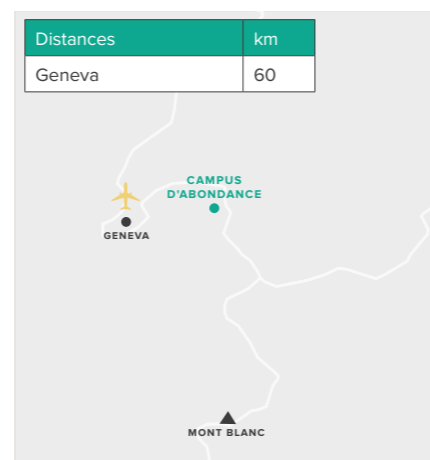 Distances km
Geneva 60
CAMPUS
D'ABONDANCE
GENEVA
MONT BLANC